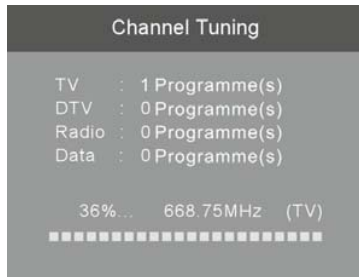 Channel Tuning
TV : 1 Programme(s)
DTV : 0 Programme(s)
Radio : 0 Programme(s)
Data : 0 Programme(s)
36%... 668.75MHz (TV)